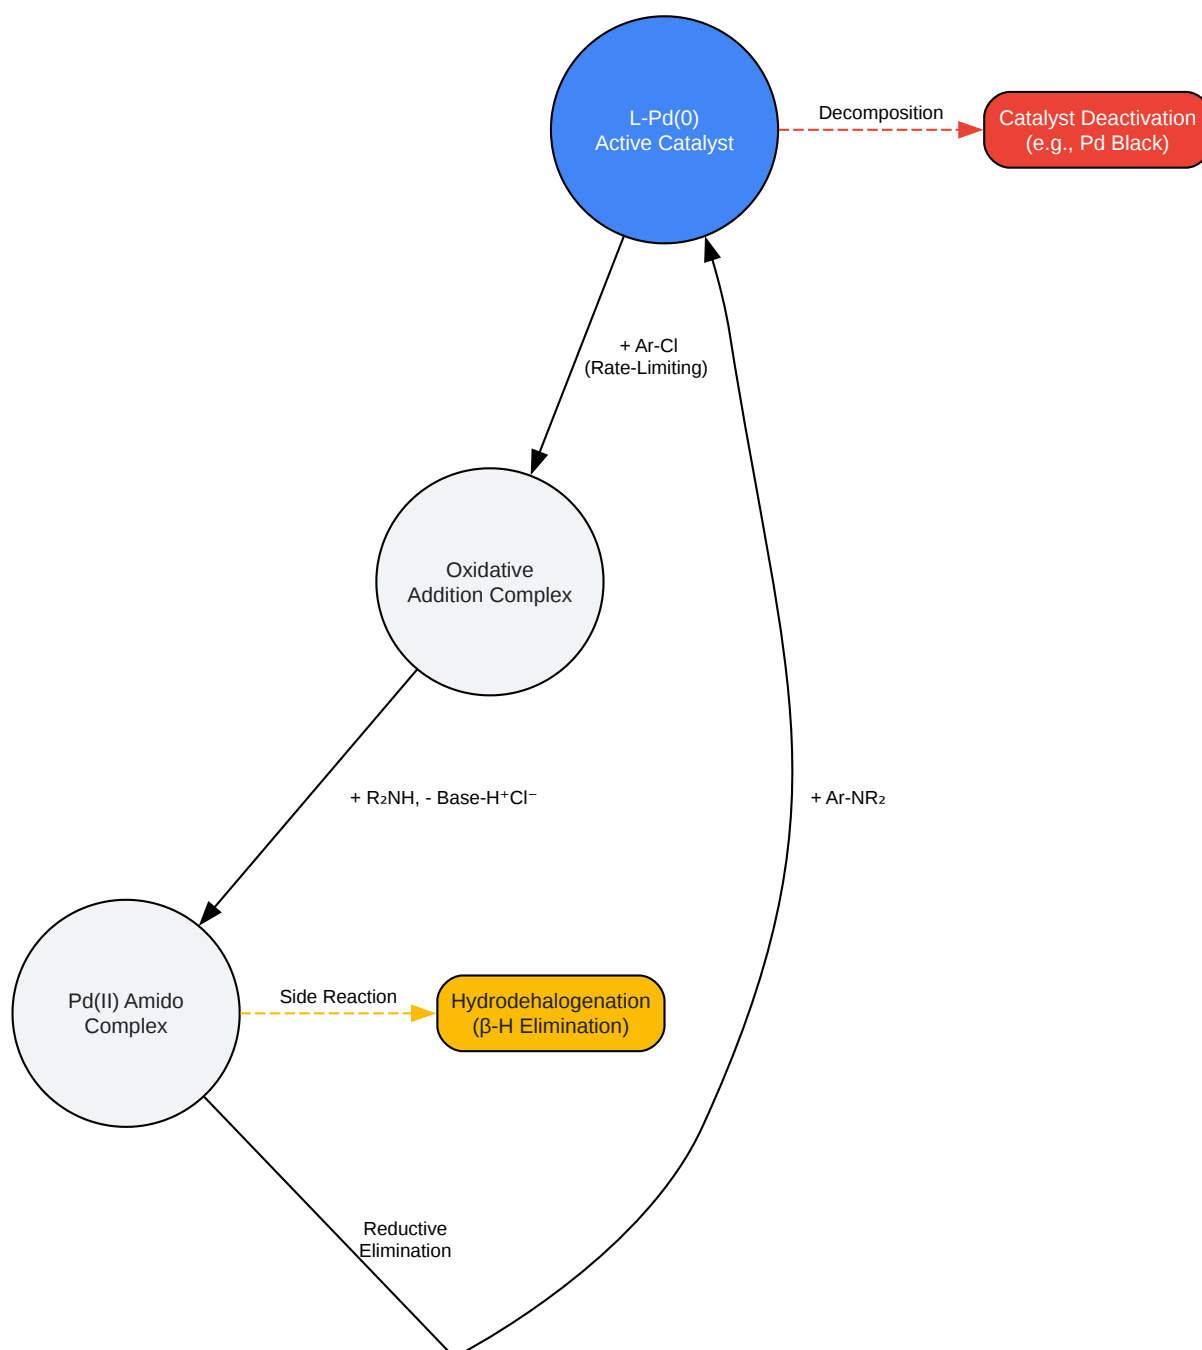 L-Pd(0)
Active Catalyst
Decomposition
Catalyst Deactivation
(e.g., Pd Black)
+ Ar-Cl
(Rate-Limiting)
Oxidative
Addition Complex
+ R₂NH, - Base-H⁺Cl⁻
+ Ar-NR₂
Pd(II) Amido
Complex
Side Reaction
Hydrodehalogenation
(β-H Elimination)
Reductive
Elimination